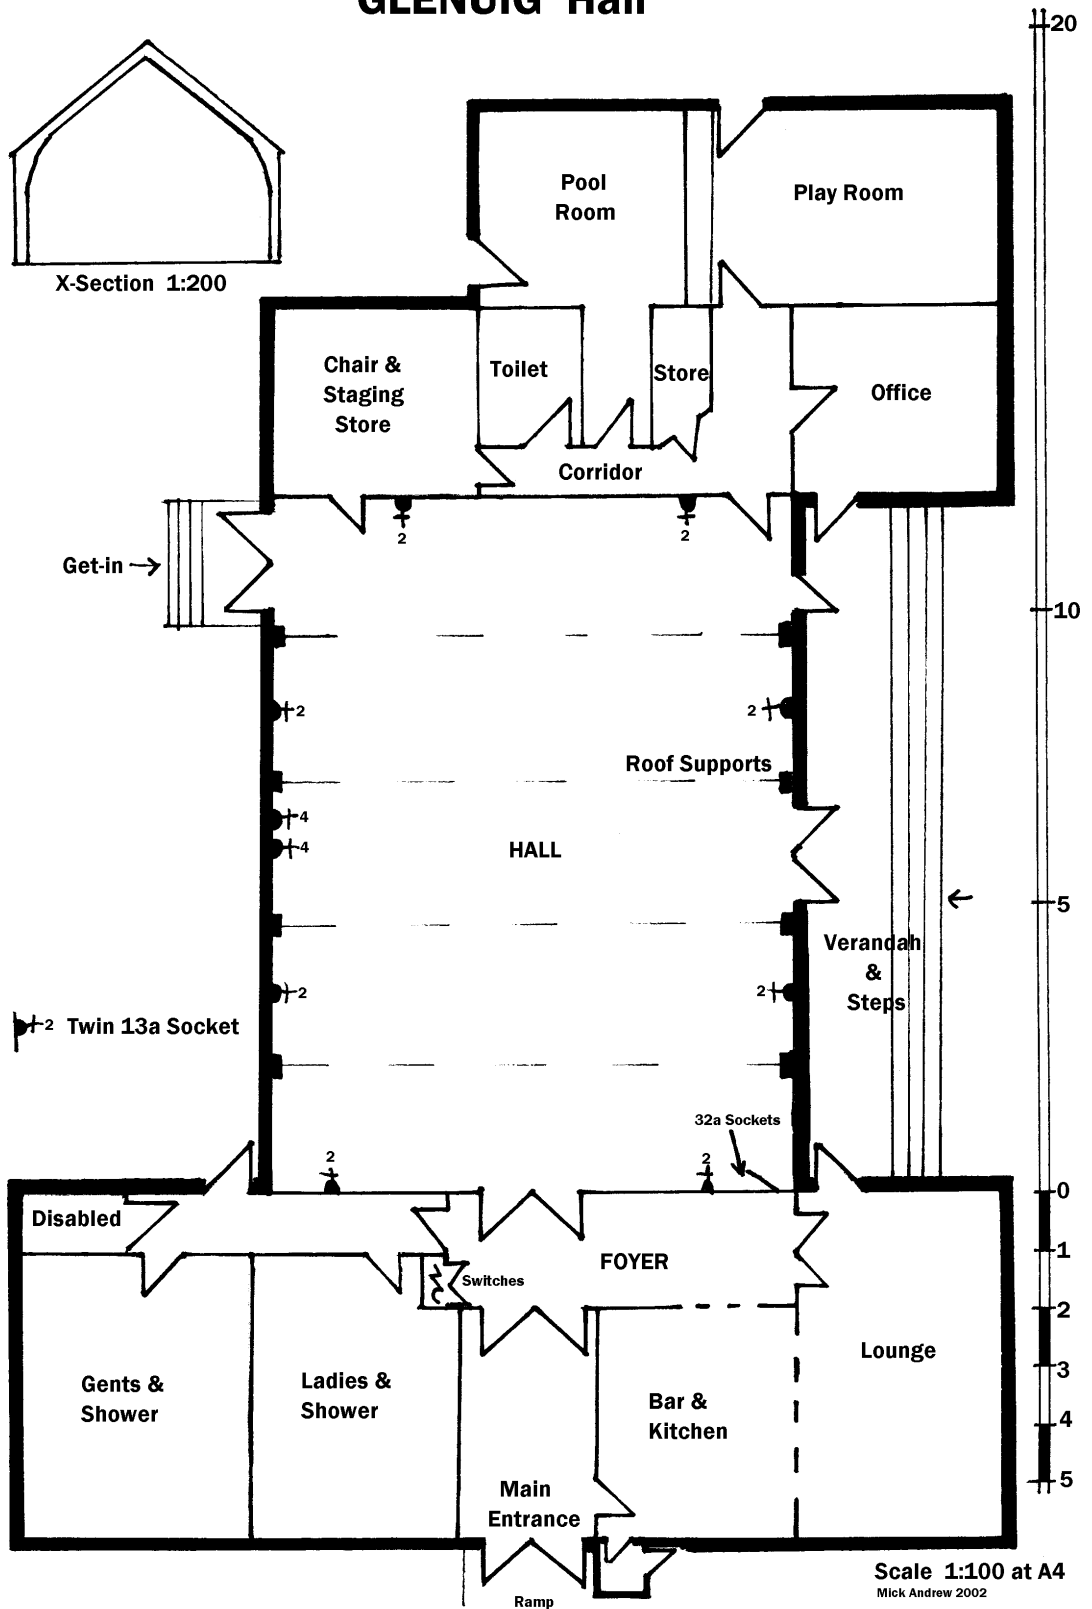 GLENUIG Hall
20
Pool
Room
Play Room
X-Section 1:200
Chair &
Staging
Store
Toilet
Store
Office
Corridor
2
2
Get-in
10
2
2
Roof Supports
4
4
HALL
5
Verandah
&
Steps
2
2
2 Twin 13a Socket
32a Sockets
2
2
0
Disabled
FOYER
1
Switches
2
Lounge
3
Gents &
Shower
Ladies &
Shower
Bar &
Kitchen
4
5
Main
Entrance
Scale 1:100 at A4
Mick Andrew 2002
Ramp